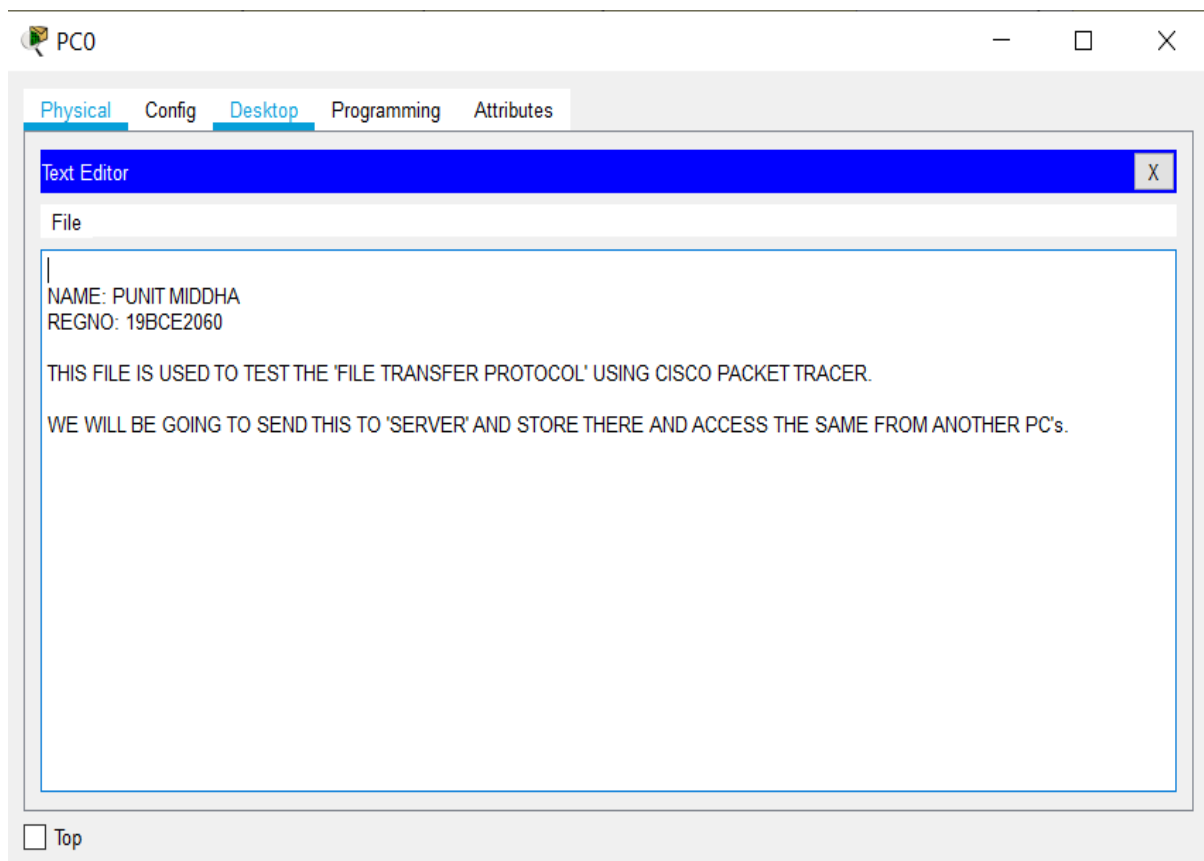 PC0
Physical Config Desktop Programming Attributes
Text Editor X
File
NAME: PUNIT MIDDHA
REGNO: 19BCE2060
THIS FILE IS USED TO TEST THE 'FILE TRANSFER PROTOCOL' USING CISCO PACKET TRACER.
WE WILL BE GOING TO SEND THIS TO 'SERVER' AND STORE THERE AND ACCESS THE SAME FROM ANOTHER PC's.
Top